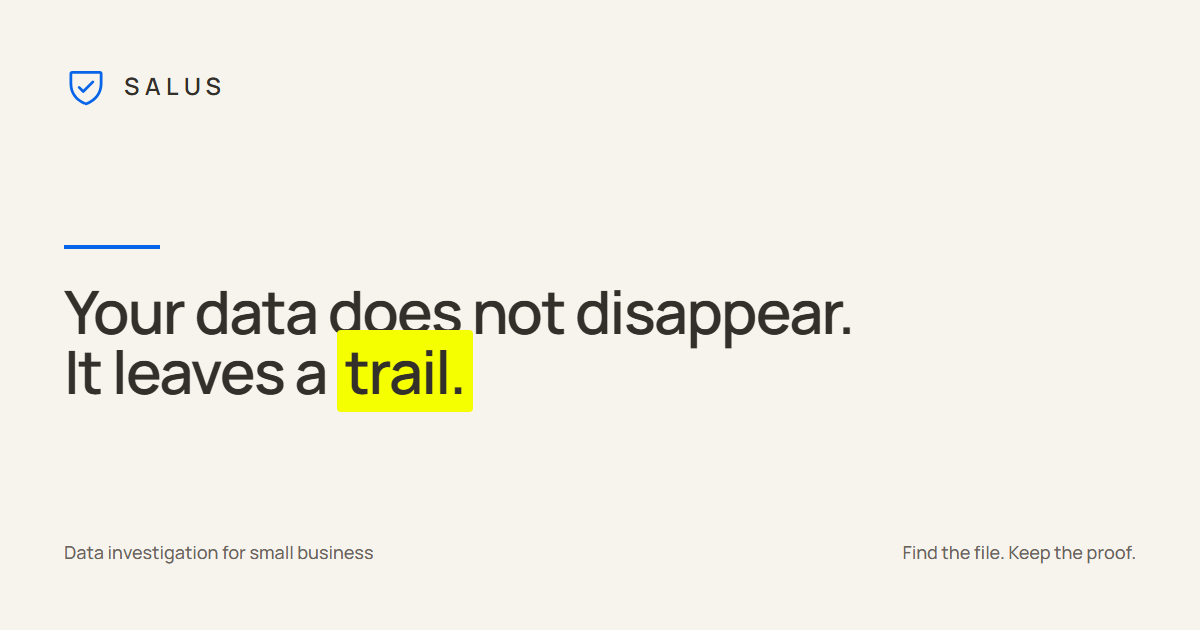 SALUS
Your data does not disappear.
It leaves a trail.
Data investigation for small business
Find the file. Keep the proof.